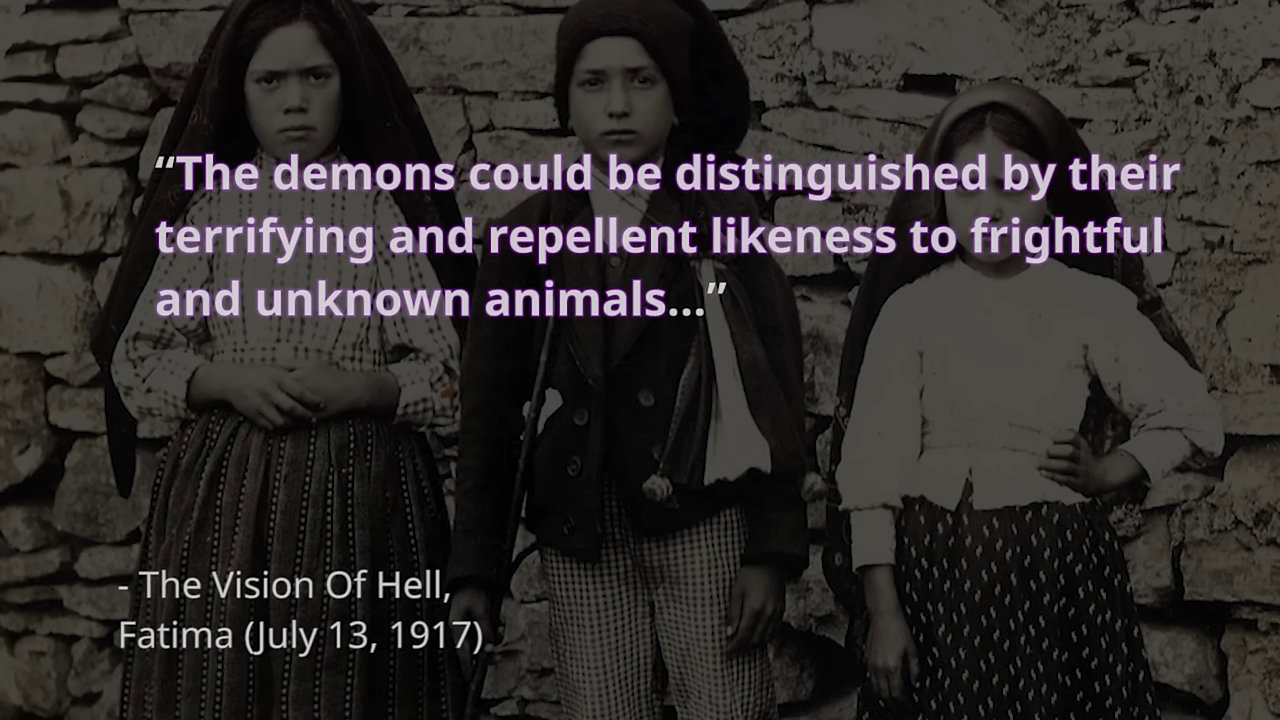 “The demons could be distinguished by their
terrifying and repellent likeness to frightful
and unknown animals...”
- The Vision Of Hell,
Fatima (July 13, 1917)